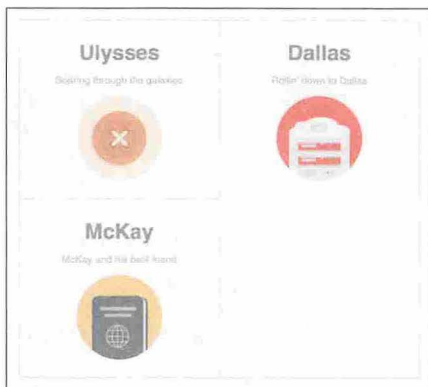 Ulysses
Soaring through the galaxies
Dallas
Rollin' down to Dallas
McKay
McKay and his best friend